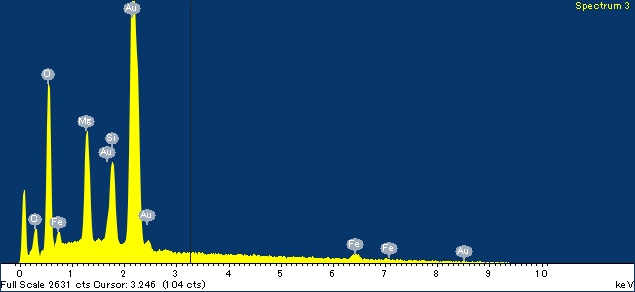 Spectrum 3
Au
O
Mg
Si
Au
C
Fe
Au
Fe
Fe
Au
0 1 2 3 4 5 6 7 8 9 10
Full Scale 2631 cts Cursor: 3.246 (104 cts) keV